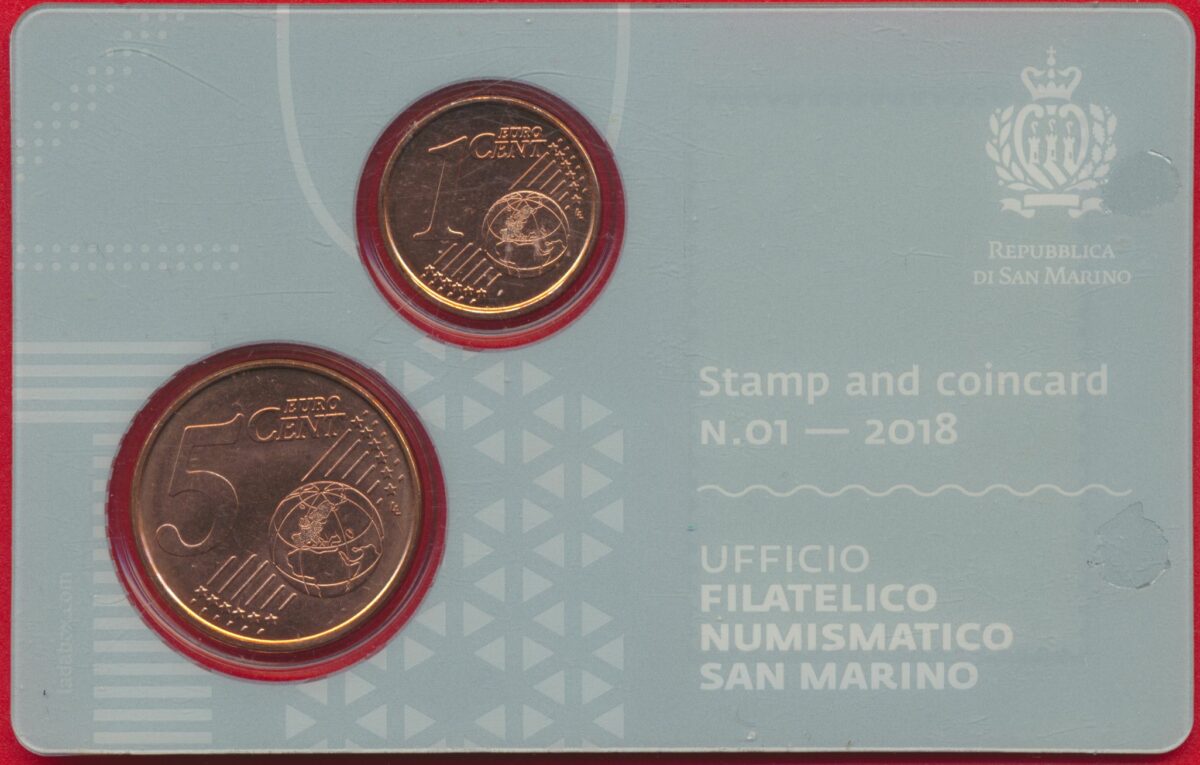 1 EURO
CENT
REPUBBLICA
DI SAN MARINO
5 EURO
CENT
Stamp and coincard
N.01 — 2018
UFFICIO
FILATELICO
NUMISMATICO
SAN MARINO